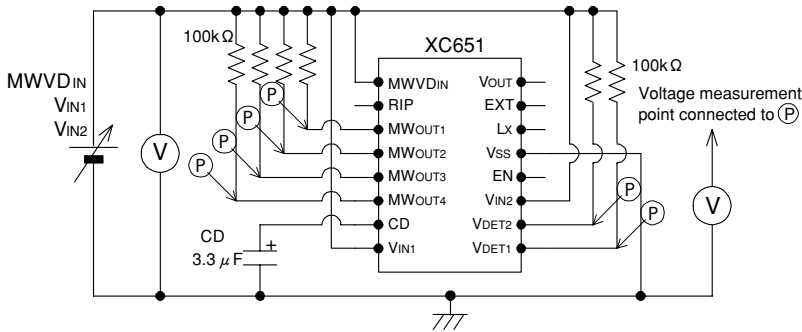 100kΩ
XC651
MWVDIN
VIN1
VIN2
V
P
P
P
P
MWVDIN
RIP
MWOUT1
MWOUT2
MWOUT3
MWOUT4
CD
VIN1
VOUT
EXT
LX
VSS
EN
VIN2
VDET2
VDET1
100kΩ
Voltage measurement
point connected to P
P
P
V
CD
3.3 μF
+